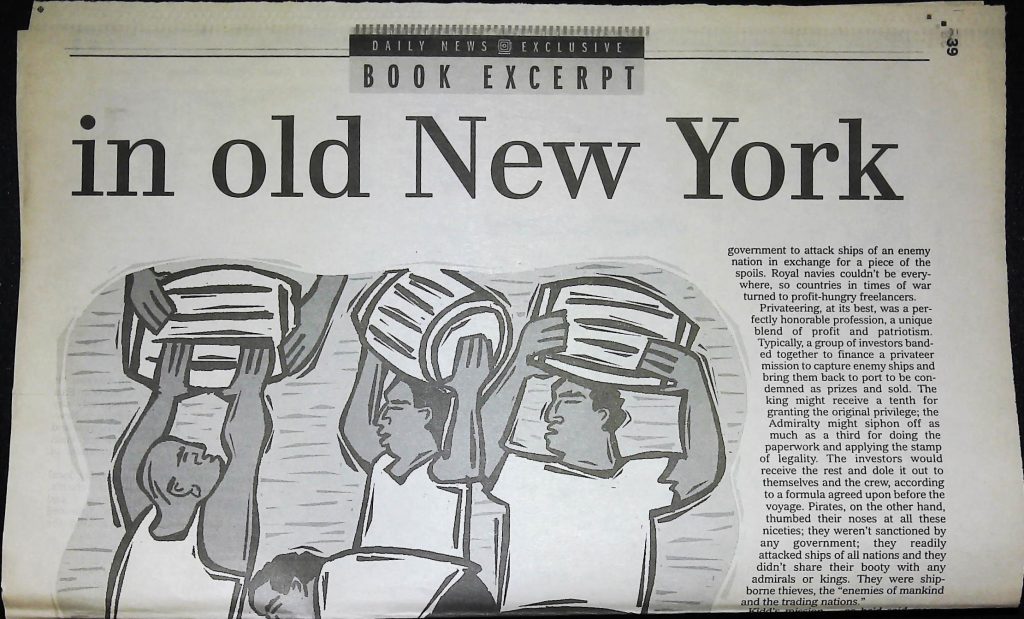 39
DAILY NEWS EXCLUSIVE
BOOK EXCERPT
in old New York
government to attack ships of an enemy
nation in exchange for a piece of the
spoils. Royal navies couldn't be every-
where, so countries in times of war
turned to profit-hungry freelancers.
Privateering, at its best, was a per-
fectly honorable profession, a unique
blend of profit and patriotism.
Typically, a group of investors band-
ed together to finance a privateer
mission to capture enemy ships and
bring them back to port to be con-
demned as prizes and sold. The
king might receive a tenth for
granting the original privilege; the
Admiralty might siphon off as
much as a third for doing the
paperwork and applying the stamp
of legality. The investors would
receive the rest and dole it out to
themselves and the crew, according
to a formula agreed upon before the
voyage. Pirates, on the other hand,
thumbed their noses at all these
niceties; they weren't sanctioned by
any government; they readily
attacked ships of all nations and they
didn't share their booty with any
admirals or kings. They were ship-
borne thieves, the "enemies of mankind
and the trading nations."
Kidd's mission